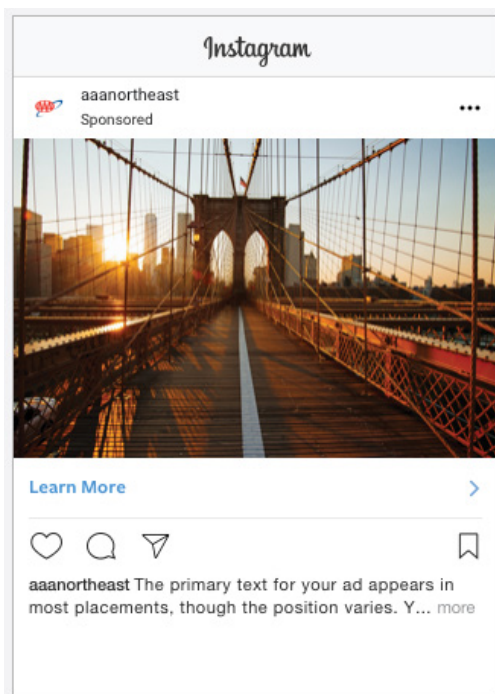 Instagram
aaanortheast
Sponsored
Learn More
aaanortheast The primary text for your ad appears in
most placements, though the position varies. Y... more